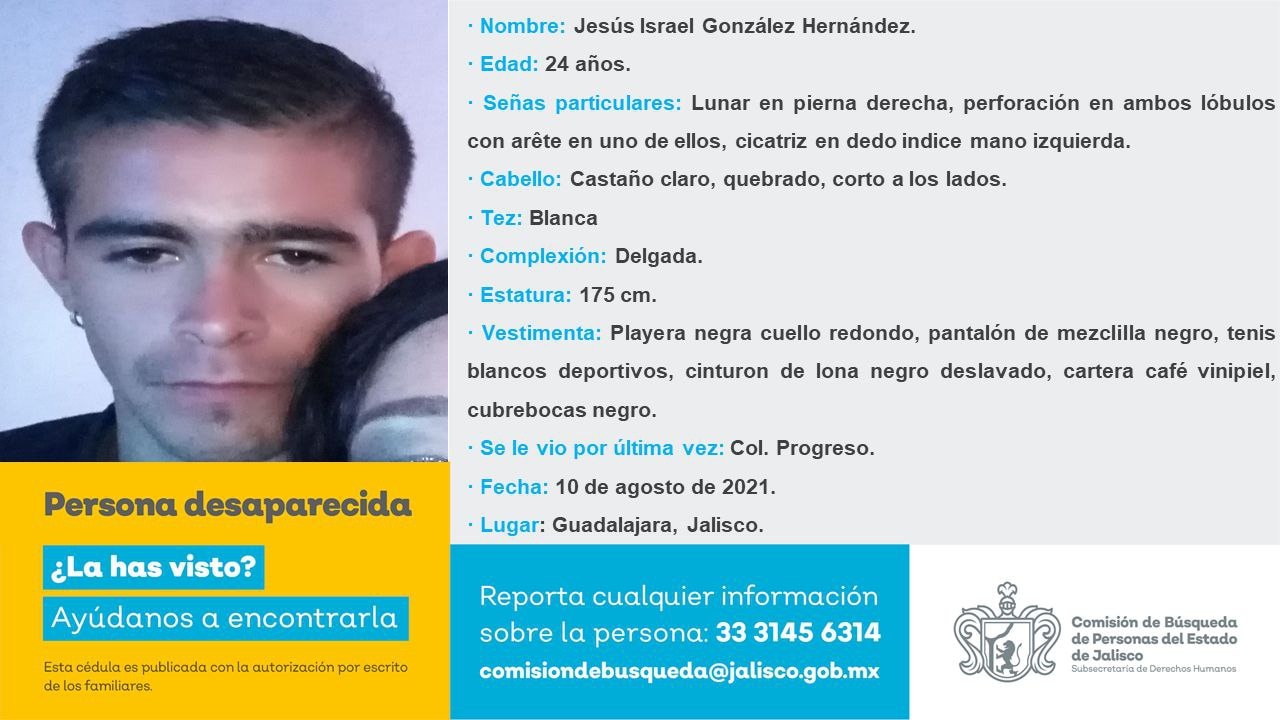 · Nombre: Jesús Israel González Hernández.
· Edad: 24 años.
· Señas particulares: Lunar en pierna derecha, perforación en ambos lóbulos
con arête en uno de ellos, cicatriz en dedo indice mano izquierda.
· Cabello: Castaño claro, quebrado, corto a los lados.
· Tez: Blanca
· Complexión: Delgada.
· Estatura: 175 cm.
· Vestimenta: Playera negra cuello redondo, pantalón de mezclilla negro, tenis
blancos deportivos, cinturon de lona negro deslavado, cartera café vinipiel,
cubrebocas negro.
· Se le vio por última vez: Col. Progreso.
· Fecha: 10 de agosto de 2021.
· Lugar: Guadalajara, Jalisco.
Persona desaparecida
¿La has visto?
Ayúdanos a encontrarla
Esta cédula es publicada con la autorización por escrito
de los familiares.
Reporta cualquier información
sobre la persona: 33 3145 6314
comisiondebusqueda@jalisco.gob.mx
Comisión de Búsqueda
de Personas del Estado
de Jalisco
Subsecretaría de Derechos Humanos